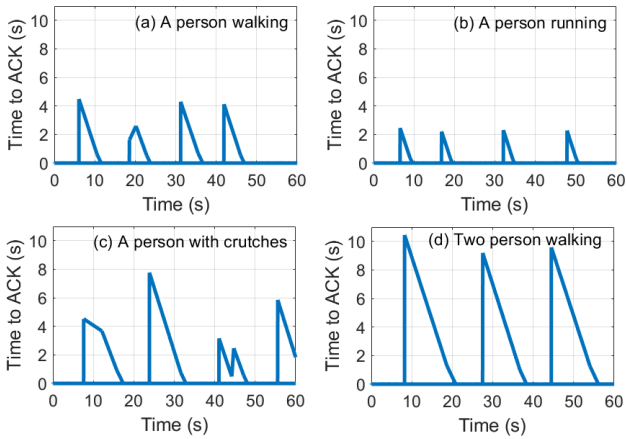 (a) A person walking
Time to ACK (s)
10
8
6
4
2
0
0 10 20 30 40 50 60
Time (s)
(b) A person running
Time to ACK (s)
10
8
6
4
2
0
0 10 20 30 40 50 60
Time (s)
(c) A person with crutches
Time to ACK (s)
10
8
6
4
2
0
0 10 20 30 40 50 60
Time (s)
(d) Two person walking
Time to ACK (s)
10
8
6
4
2
0
0 10 20 30 40 50 60
Time (s)